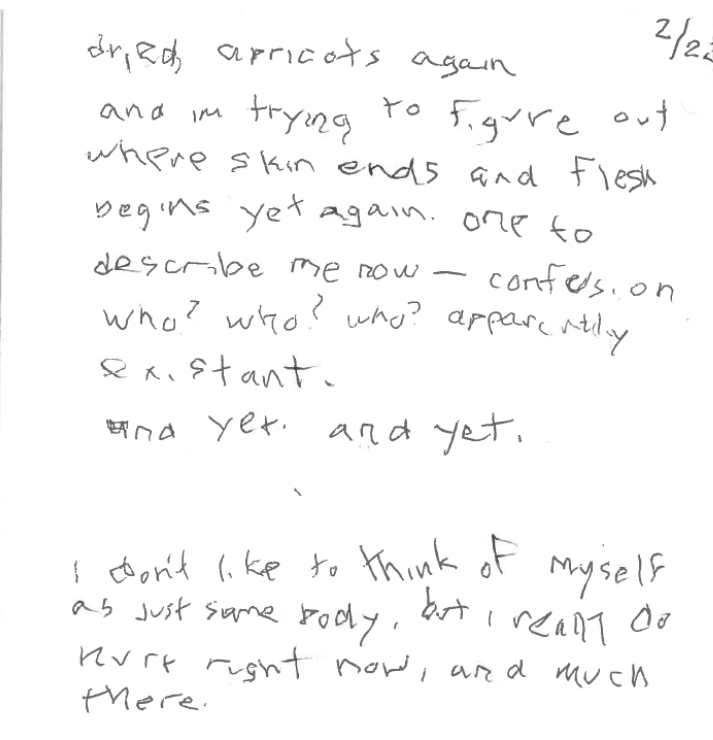 2/22
dried apricots again
and im trying to figure out
where skin ends and flesh
begins yet again. one to
describe me now — confusion
who? who? who? apparently
existant.
and yet. and yet.
i don't like to think of myself
as just some body, but i really do
hurt right now, and much
there.